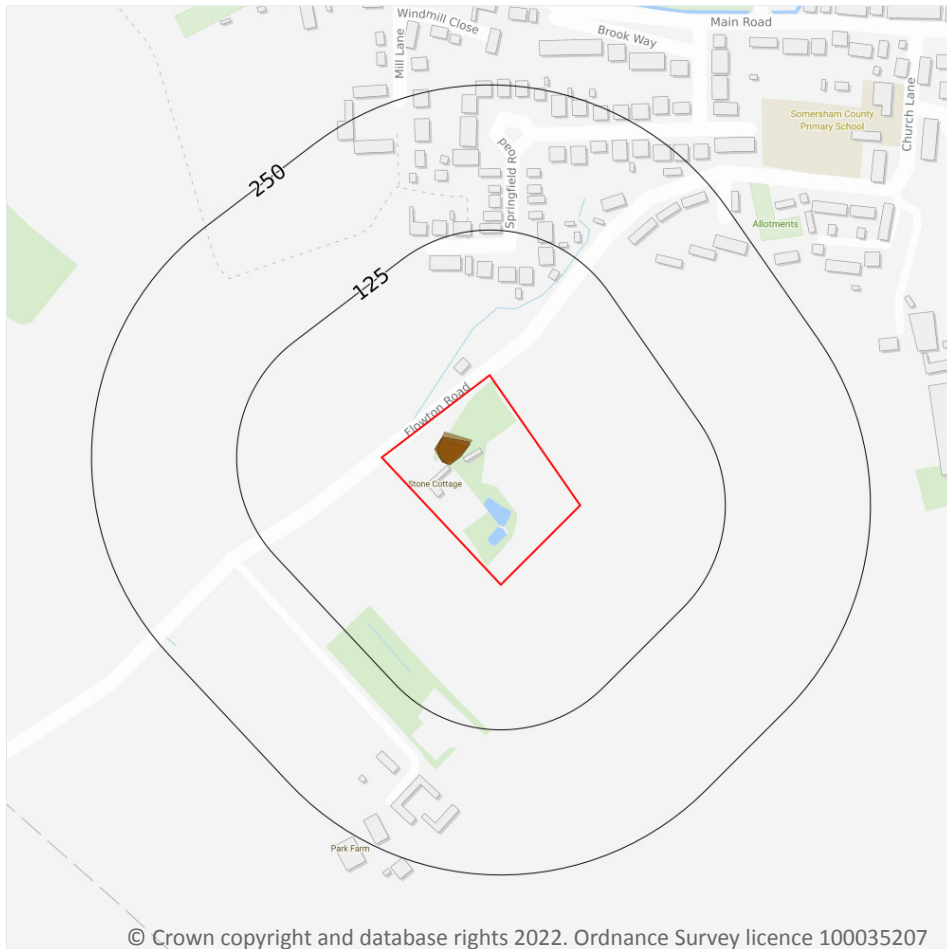 Windmill Close
Main Road
Brook Way
Mill Lane
Somersham County
Primary School
Church Lane
Springfield Road
250
Allotments
125
Flowton Road
Stone Cottage
Park Farm
© Crown copyright and database rights 2022. Ordnance Survey licence 100035207